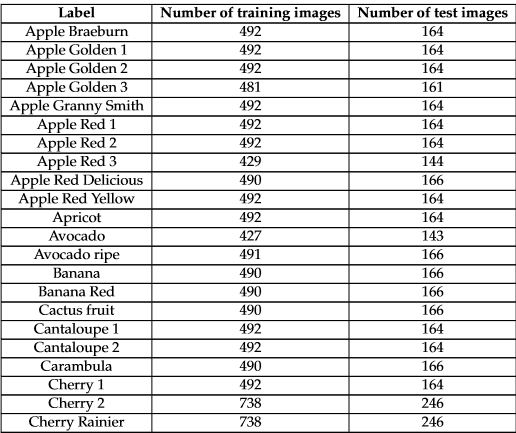 Label Number of training images Number of test images
Apple Braeburn 492 164
Apple Golden 1 492 164
Apple Golden 2 492 164
Apple Golden 3 481 161
Apple Granny Smith 492 164
Apple Red 1 492 164
Apple Red 2 492 164
Apple Red 3 429 144
Apple Red Delicious 490 166
Apple Red Yellow 492 164
Apricot 492 164
Avocado 427 143
Avocado ripe 491 166
Banana 490 166
Banana Red 490 166
Cactus fruit 490 166
Cantaloupe 1 492 164
Cantaloupe 2 492 164
Carambula 490 166
Cherry 1 492 164
Cherry 2 738 246
Cherry Rainier 738 246